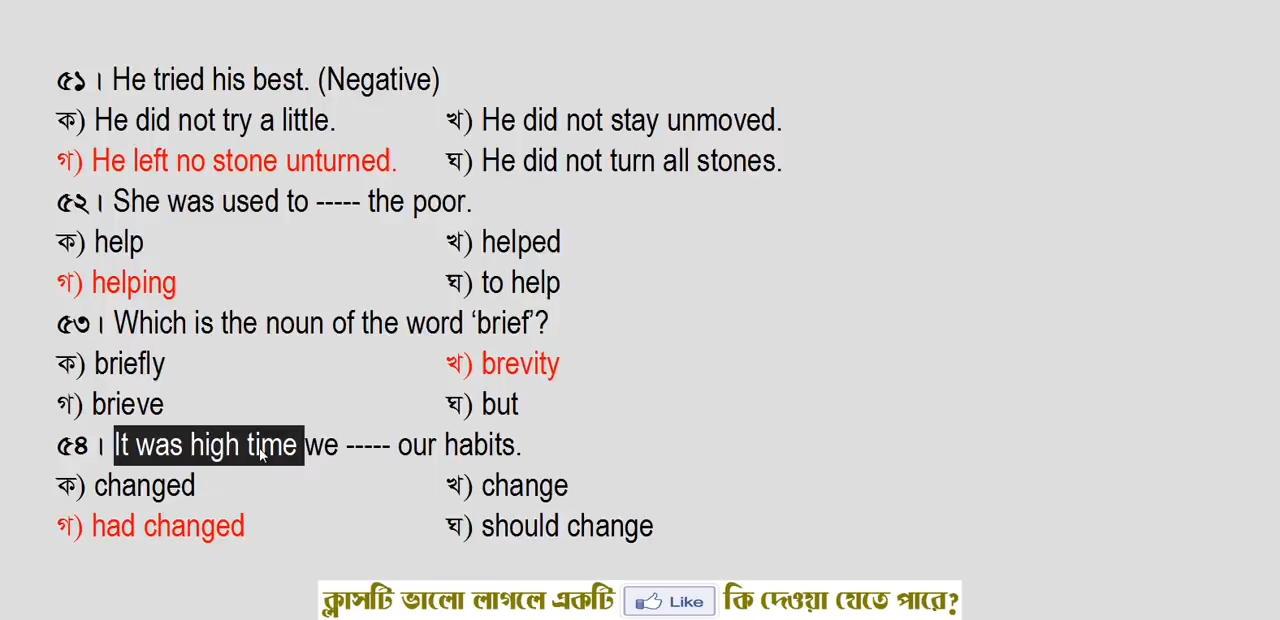 ৫১। He tried his best. (Negative)
ক) He did not try a little. খ) He did not stay unmoved.
গ) He left no stone unturned. ঘ) He did not turn all stones.
৫২। She was used to ----- the poor.
ক) help খ) helped
গ) helping ঘ) to help
৫৩। Which is the noun of the word ‘brief’?
ক) briefly খ) brevity
গ) brieve ঘ) but
৫৪। It was high time we ----- our habits.
ক) changed খ) change
গ) had changed ঘ) should change
ক্লাসটি ভালো লাগলে একটি Like কি দেওয়া যেতে পারে?